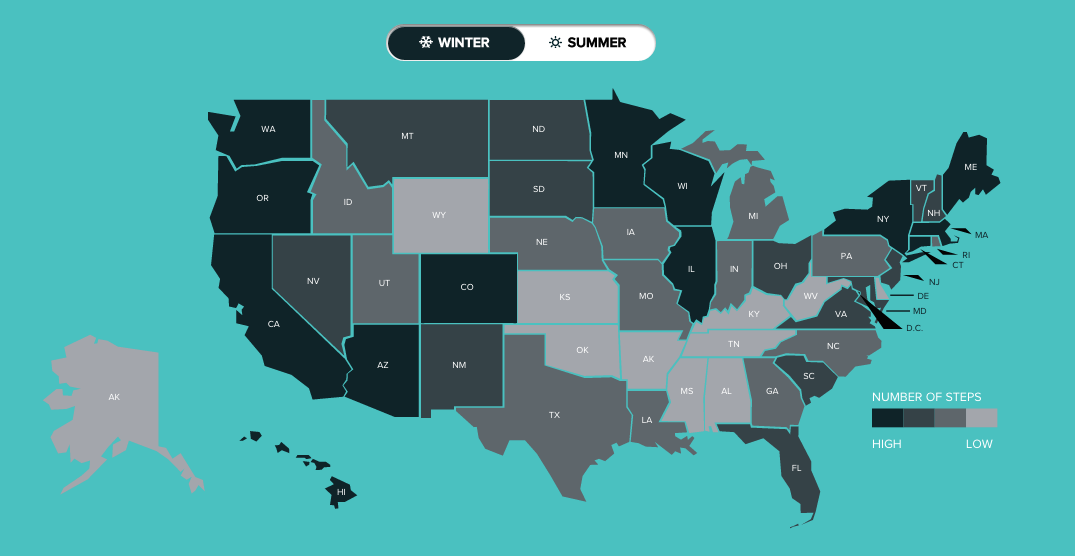 WINTER SUMMER
WA
MT
ND
MN
ME
OR
ID
WY
SD
WI
MI
VT
NH
NY
MA
NE
IA
PA
RI
CT
NV
UT
CO
KS
MO
IL
IN
OH
NJ
WV
DE
CA
KY
VA
MD
D.C.
AZ
NM
OK
AK
TN
NC
SC
AK
TX
LA
MS
AL
GA
NUMBER OF STEPS
HIGH LOW
FL
HI